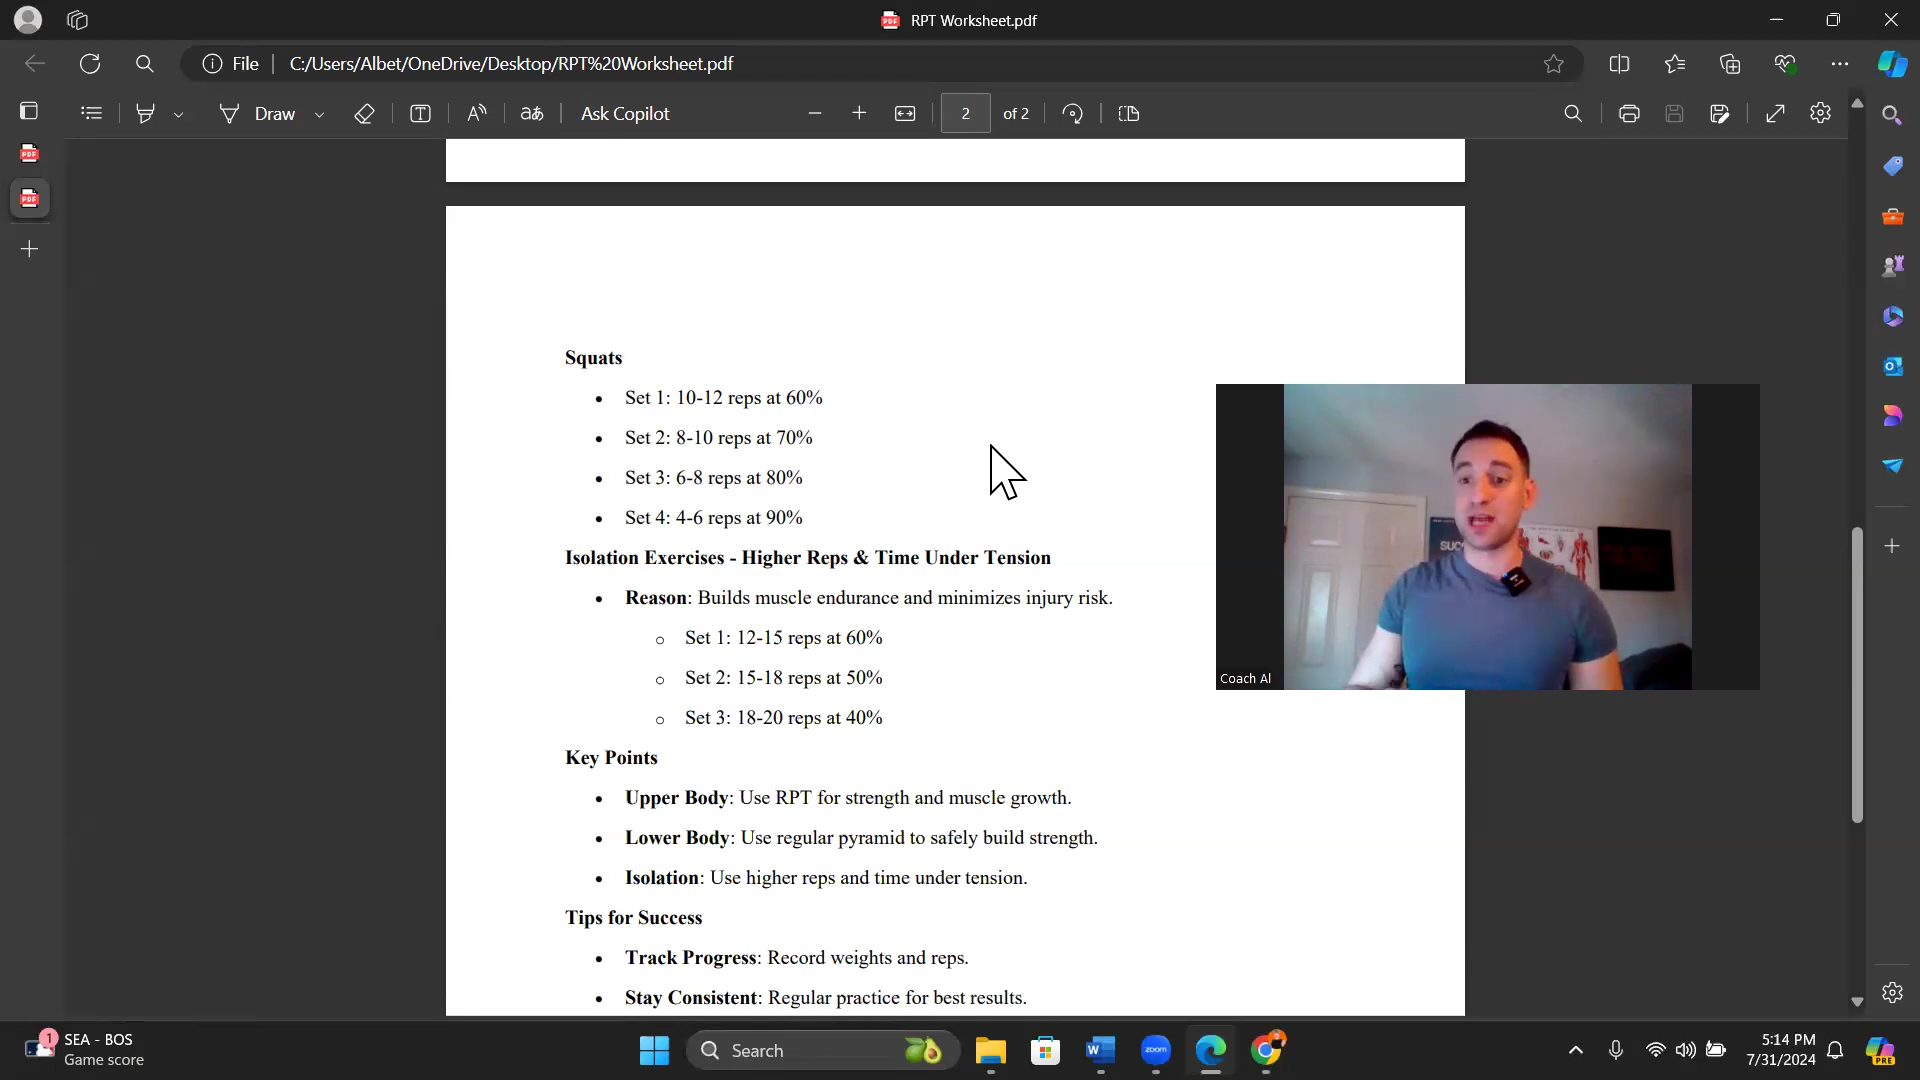 RPT Worksheet.pdf
File
C:/Users/Albet/OneDrive/Desktop/RPT%20Worksheet.pdf
Draw
aあ
Ask Copilot
2 of 2
Squats
• Set 1: 10-12 reps at 60%
• Set 2: 8-10 reps at 70%
• Set 3: 6-8 reps at 80%
• Set 4: 4-6 reps at 90%
Isolation Exercises - Higher Reps & Time Under Tension
• Reason: Builds muscle endurance and minimizes injury risk.
o Set 1: 12-15 reps at 60%
o Set 2: 15-18 reps at 50%
o Set 3: 18-20 reps at 40%
Key Points
• Upper Body: Use RPT for strength and muscle growth.
• Lower Body: Use regular pyramid to safely build strength.
• Isolation: Use higher reps and time under tension.
Tips for Success
• Track Progress: Record weights and reps.
• Stay Consistent: Regular practice for best results.
Coach Al
1
SEA - BOS
Game score
Search
zoom
5:14 PM
7/31/2024
PRE